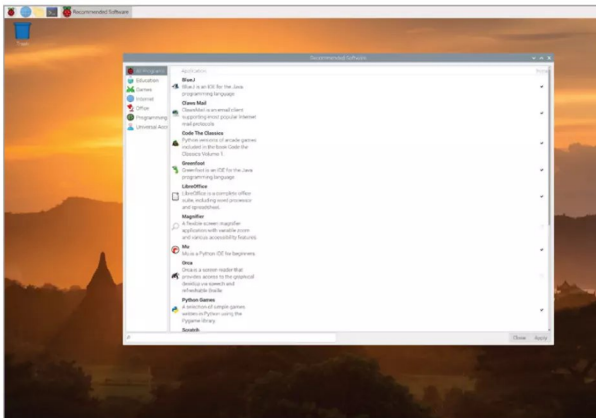 Recommended Software
Recommended Software
All Programs
Education
Games
Internet
Office
Programming
Universal Acc
Application
Install
BlueJ
BlueJ is an IDE for the Java
programming language
Claws Mail
ClawsMail is an email client
supporting most popular Internet
mail protocols.
Code The Classics
Python versions of arcade games
included in the book Code the
Classics Volume 1.
Greenfoot
Greenfoot is an IDE for the Java
programming language
LibreOffice
LibreOffice is a complete office
suite, including word processor
and spreadsheet.
Magnifier
A flexible screen magnifier
application with variable zoom
and various accessibility features.
Mu
Mu is a Python IDE for beginners.
Orca
Orca is a screen reader that
provides access to the graphical
desktop via speech and
refreshable Braille.
Python Games
A selection of simple games
written in Python using the
Pygame library.
Scratch
Close
Apply